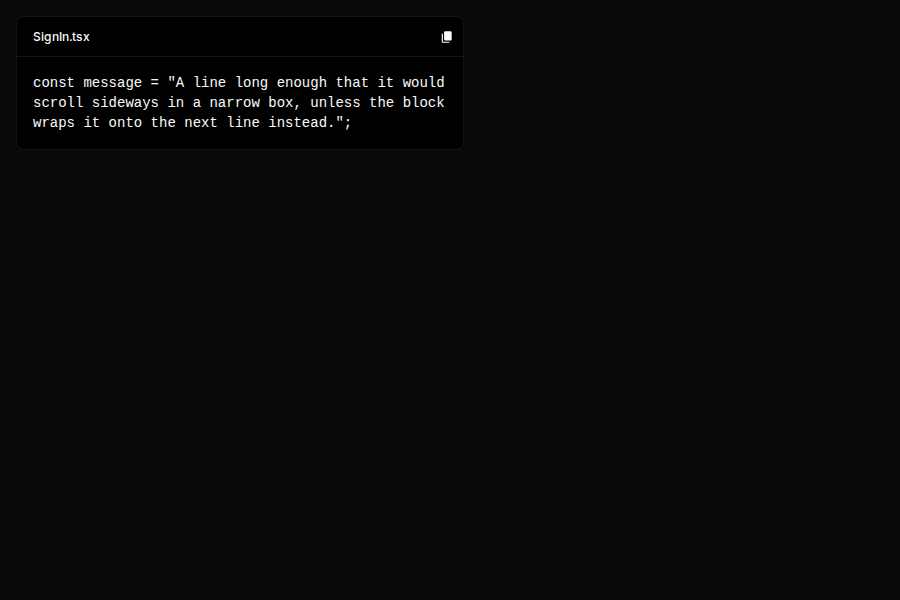 SignIn.tsx
const message = "A line long enough that it would
scroll sideways in a narrow box, unless the block
wraps it onto the next line instead.";